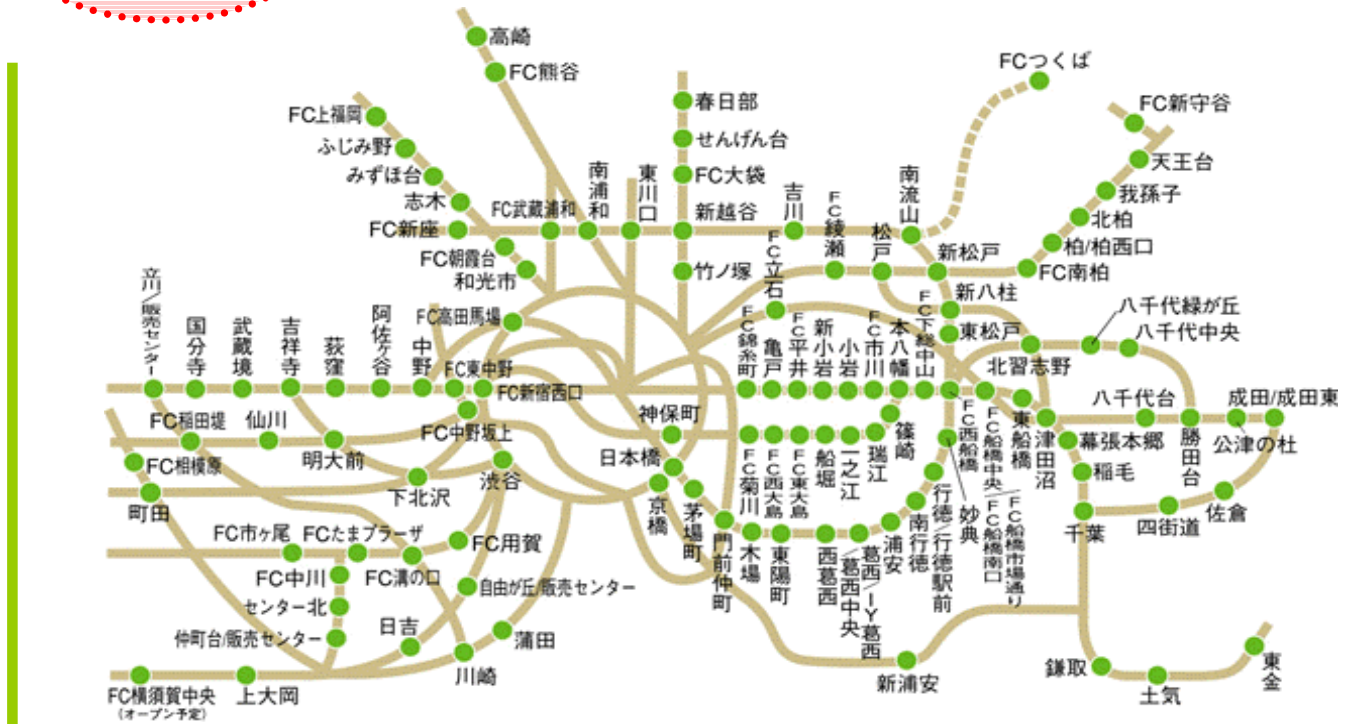 高崎
FC熊谷
FC上福岡
ふじみ野
みずほ台
志木
FC新座
FC朝霞台
和光市
FC武蔵浦和
南浦和
東川口
春日部
せんげん台
FC大袋
新越谷
竹ノ塚
吉川
FC綾瀬
松戸
南流山
FCつくば
FC新守谷
天王台
我孫子
北柏
柏/柏西口
FC南柏
新松戸
新八柱
東松戸
FC立石
FC高田馬場
立川/販売センター
国分寺
武蔵境
吉祥寺
荻窪
阿佐ヶ谷
中野
FC東中野
FC新宿西口
FC中野坂上
FC錦糸町
亀戸
FC平井
新小岩
小岩
FC市川
本八幡
FC下総中山
FC西船橋
FC船橋中央/FC船橋南口
/FC船橋市場通り
東船橋
津田沼
北習志野
八千代緑が丘
八千代中央
八千代台
勝田台
成田/成田東
公津の杜
幕張本郷
稲毛
千葉
四街道
佐倉
FC稲田堤
仙川
明大前
FC相模原
町田
下北沢
渋谷
神保町
日本橋
京橋
茅場町
門前仲町
FC菊川
FC西大島
FC東大島
船堀
一之江
瑞江
篠崎
木場
東陽町
西葛西
葛西/IY葛西
/葛西中央
浦安
南行徳
行徳/行徳駅前
妙典
FC市ヶ尾
FCたまプラーザ
FC溝の口
FC用賀
FC中川
センター北
仲町台/販売センター
自由が丘/販売センター
日吉
蒲田
川崎
FC横須賀中央
(オープン予定)
上大岡
新浦安
鎌取
土気
東金